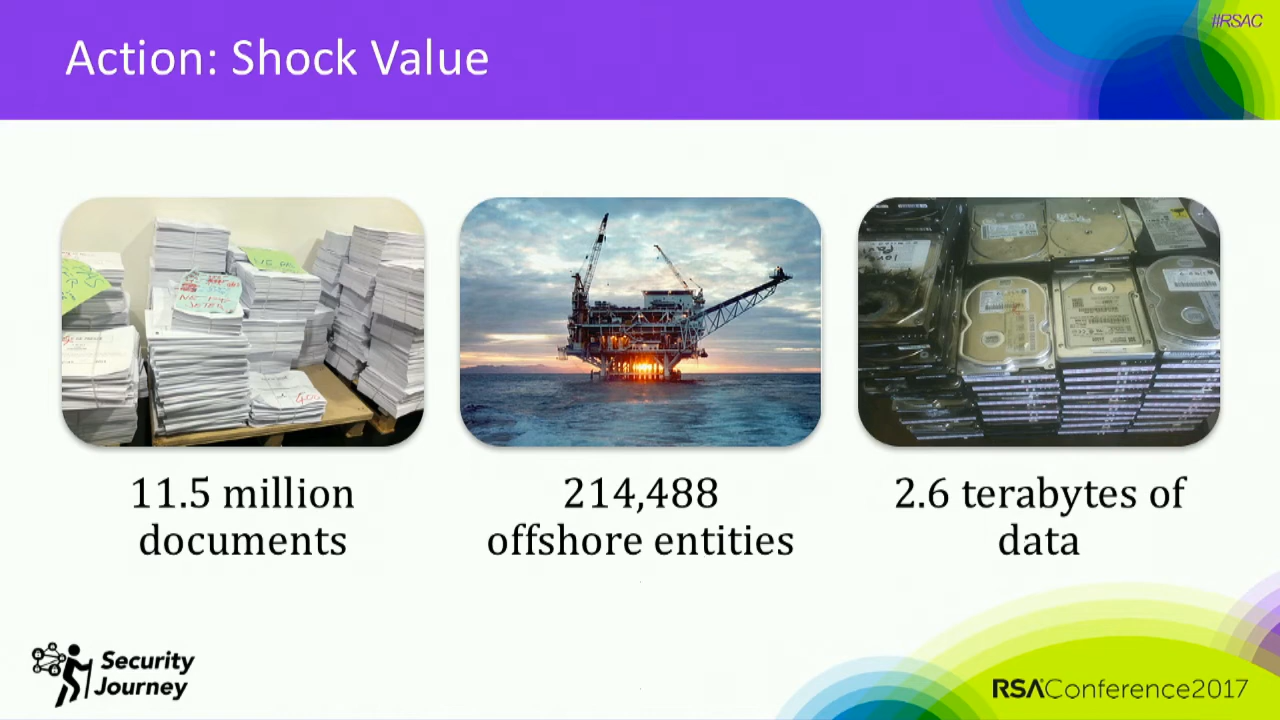 #RSAC
Action: Shock Value
11.5 million
documents
214,488
offshore entities
2.6 terabytes of
data
Security
Journey
RSAConference2017